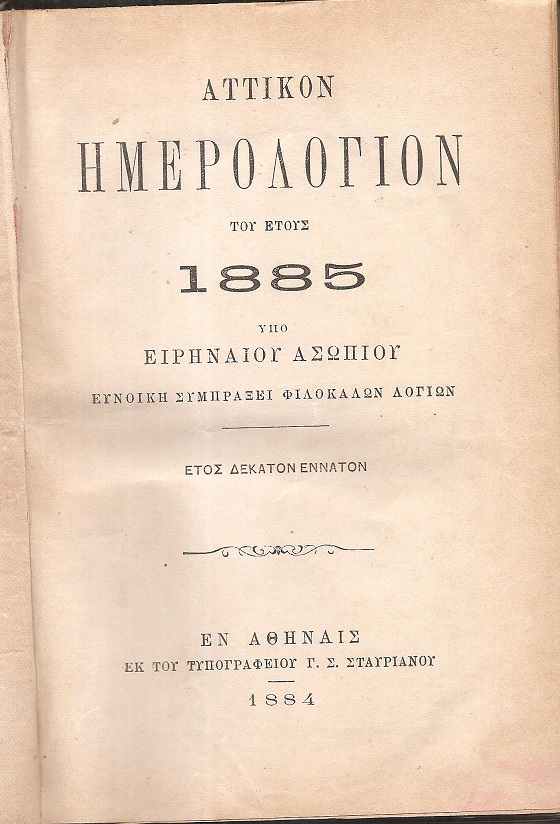 ΑΤΤΙΚΟΝ
ΗΜΕΡΟΛΟΓΙΟΝ
ΤΟΥ ΕΤΟΥΣ
1885
ΥΠΟ
ΕΙΡΗΝΑΙΟΥ ΑΣΩΠΙΟΥ
ΕΥΝΟΙΚΗ ΣΥΜΠΡΑΞΕΙ ΦΙΛΟΚΑΛΩΝ ΛΟΓΙΩΝ
ΕΤΟΣ ΔΕΚΑΤΟΝ ΕΝΝΑΤΟΝ
ΕΝ ΑΘΗΝΑΙΣ
ΕΚ ΤΟΥ ΤΥΠΟΓΡΑΦΕΙΟΥ Γ. Σ. ΣΤΑΥΡΙΑΝΟΥ
1884